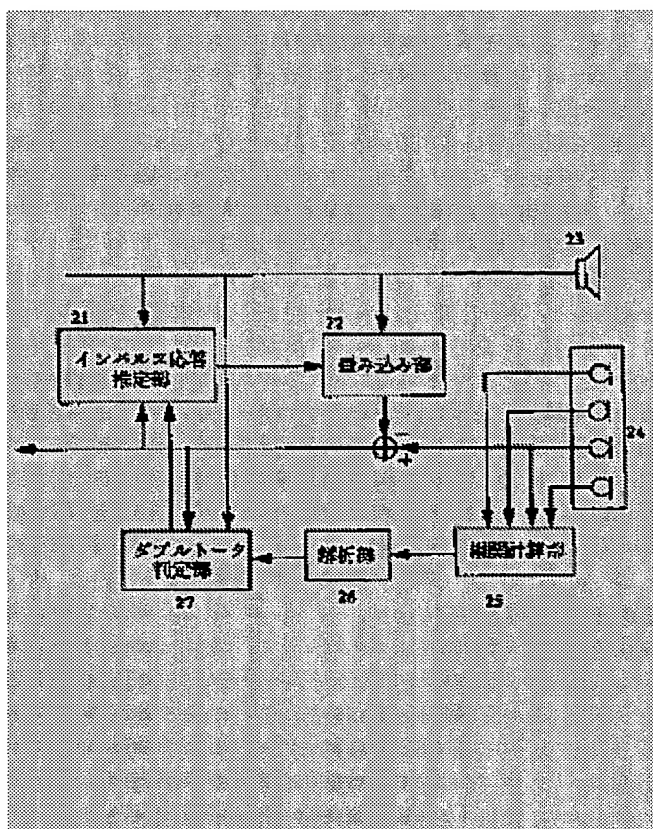 23
21
22
インパルス応答
推定部
畳み込み部
24
ダブルトーク
判定部
解析部
相関計算部
27
26
25